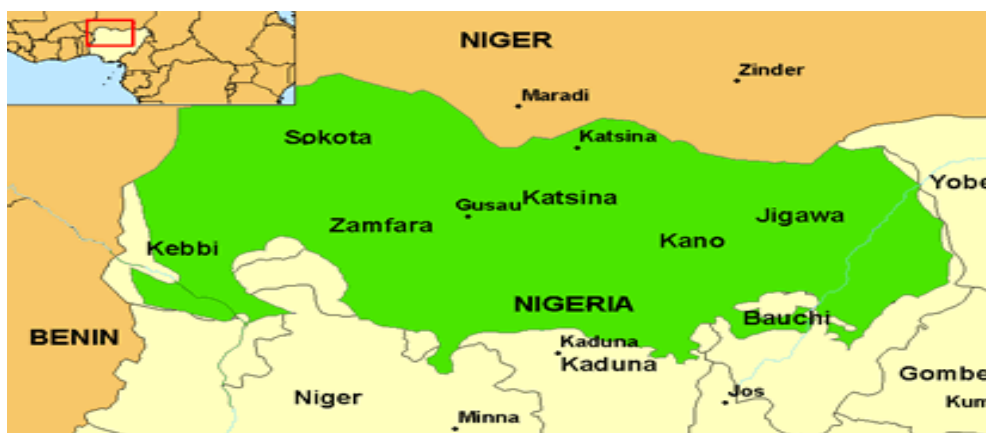 NIGER
Zinder
Maradi
Sokota
Katsina
Yobe
Gusau
Katsina
Zamfara
Jigawa
Kebbi
Kano
NIGERIA
Bauchi
BENIN
Kaduna
Kaduna
Gombe
Niger
Jos
Kum
Minna